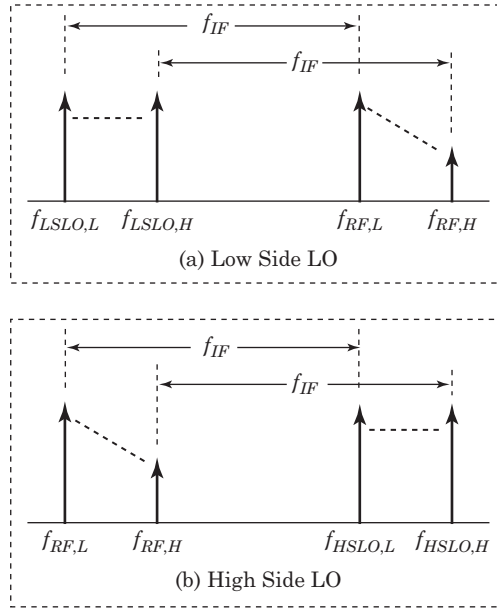 f_IF
f_IF
f_LSLO,L f_LSLO,H f_RF,L f_RF,H
(a) Low Side LO
f_IF
f_IF
f_RF,L f_RF,H f_HSLO,L f_HSLO,H
(b) High Side LO